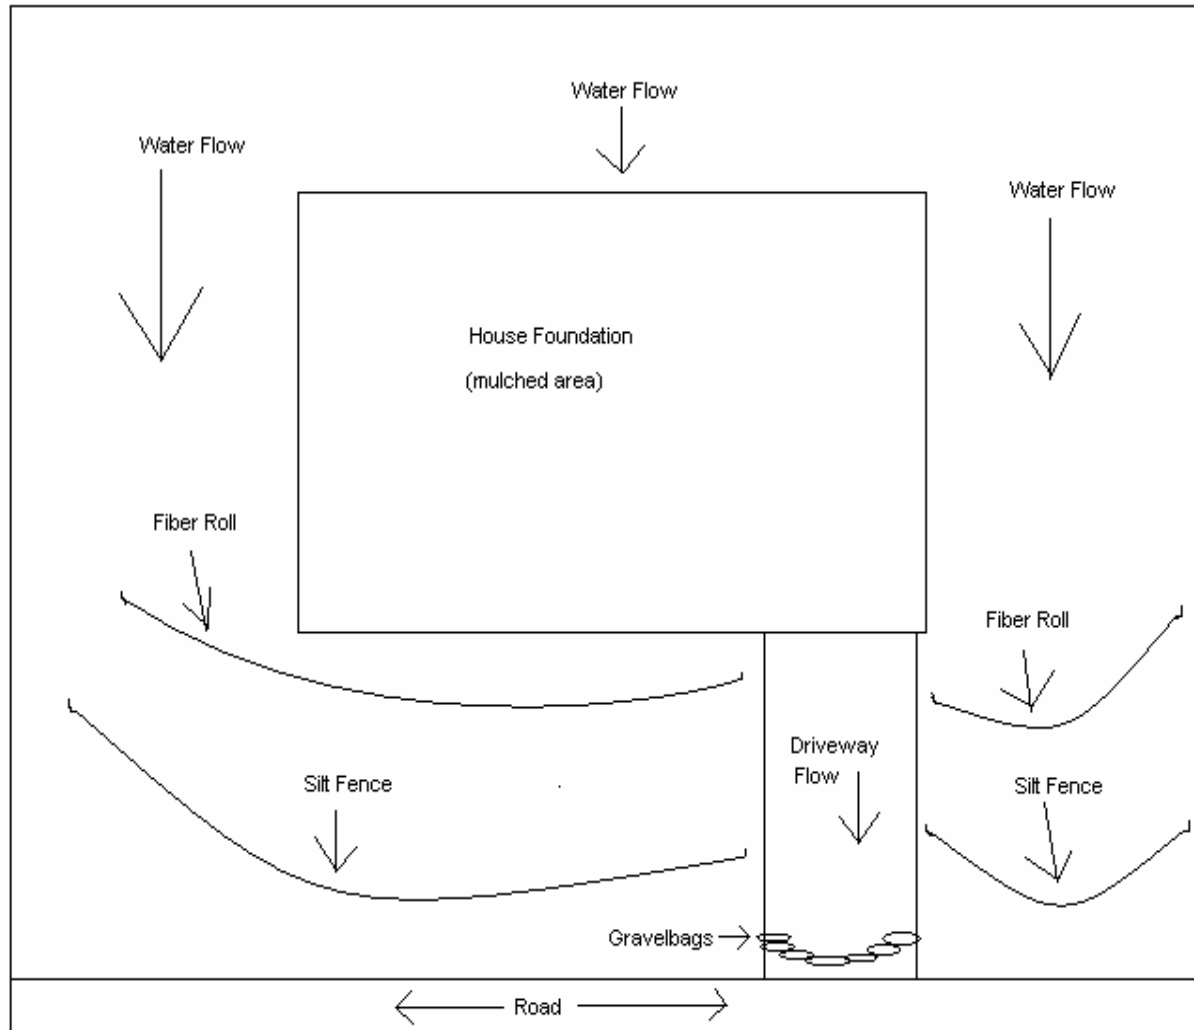 Water Flow
Water Flow
Water Flow
House Foundation
(mulched area)
Fiber Roll
Fiber Roll
Driveway
Flow
Silt Fence
Silt Fence
Gravelbags
Road